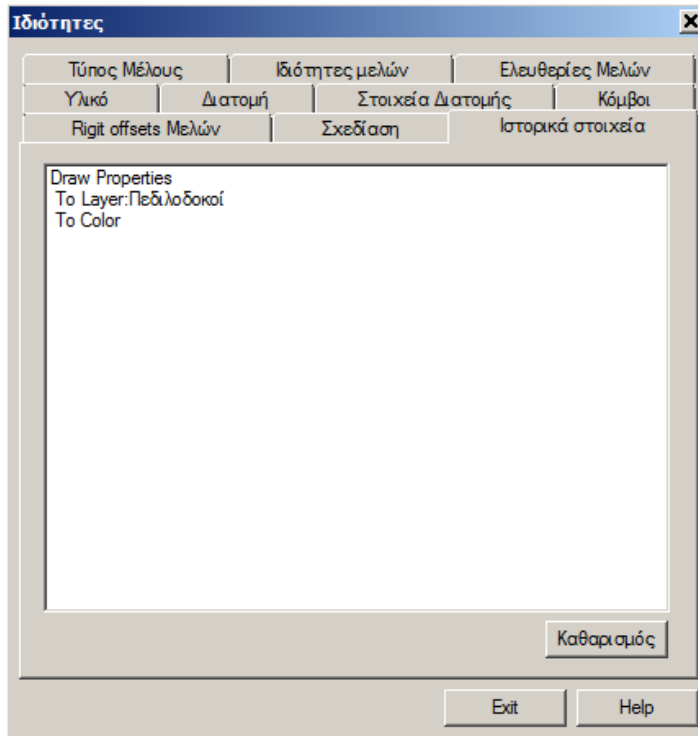 Ιδιότητες
Τύπος Μέλους Ιδιότητες μελών Ελευθερίες Μελών
Υλικό Διατομή Στοιχεία Διατομής Κόμβοι
Rigit offsets Μελών Σχεδίαση Ιστορικά στοιχεία
Draw Properties
To Layer:Πεδιλοδοκοί
To Color
Καθαρισμός
Exit Help